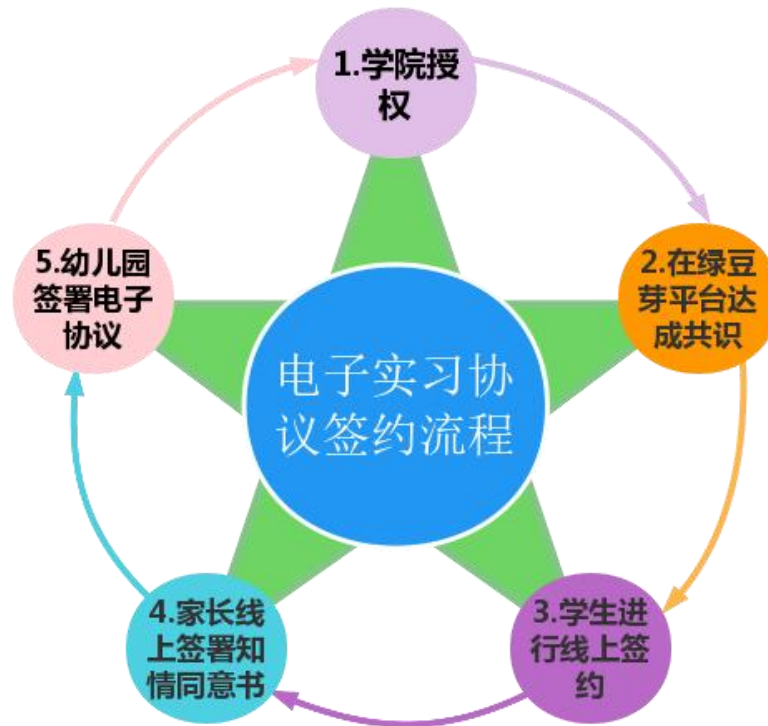 1.学院授
权
2.在绿豆
芽平台达
成共识
3.学生进
行线上签
约
4.家长线
上签署知
情同意书
5.幼儿园
签署电子
协议
电子实习协
议签约流程